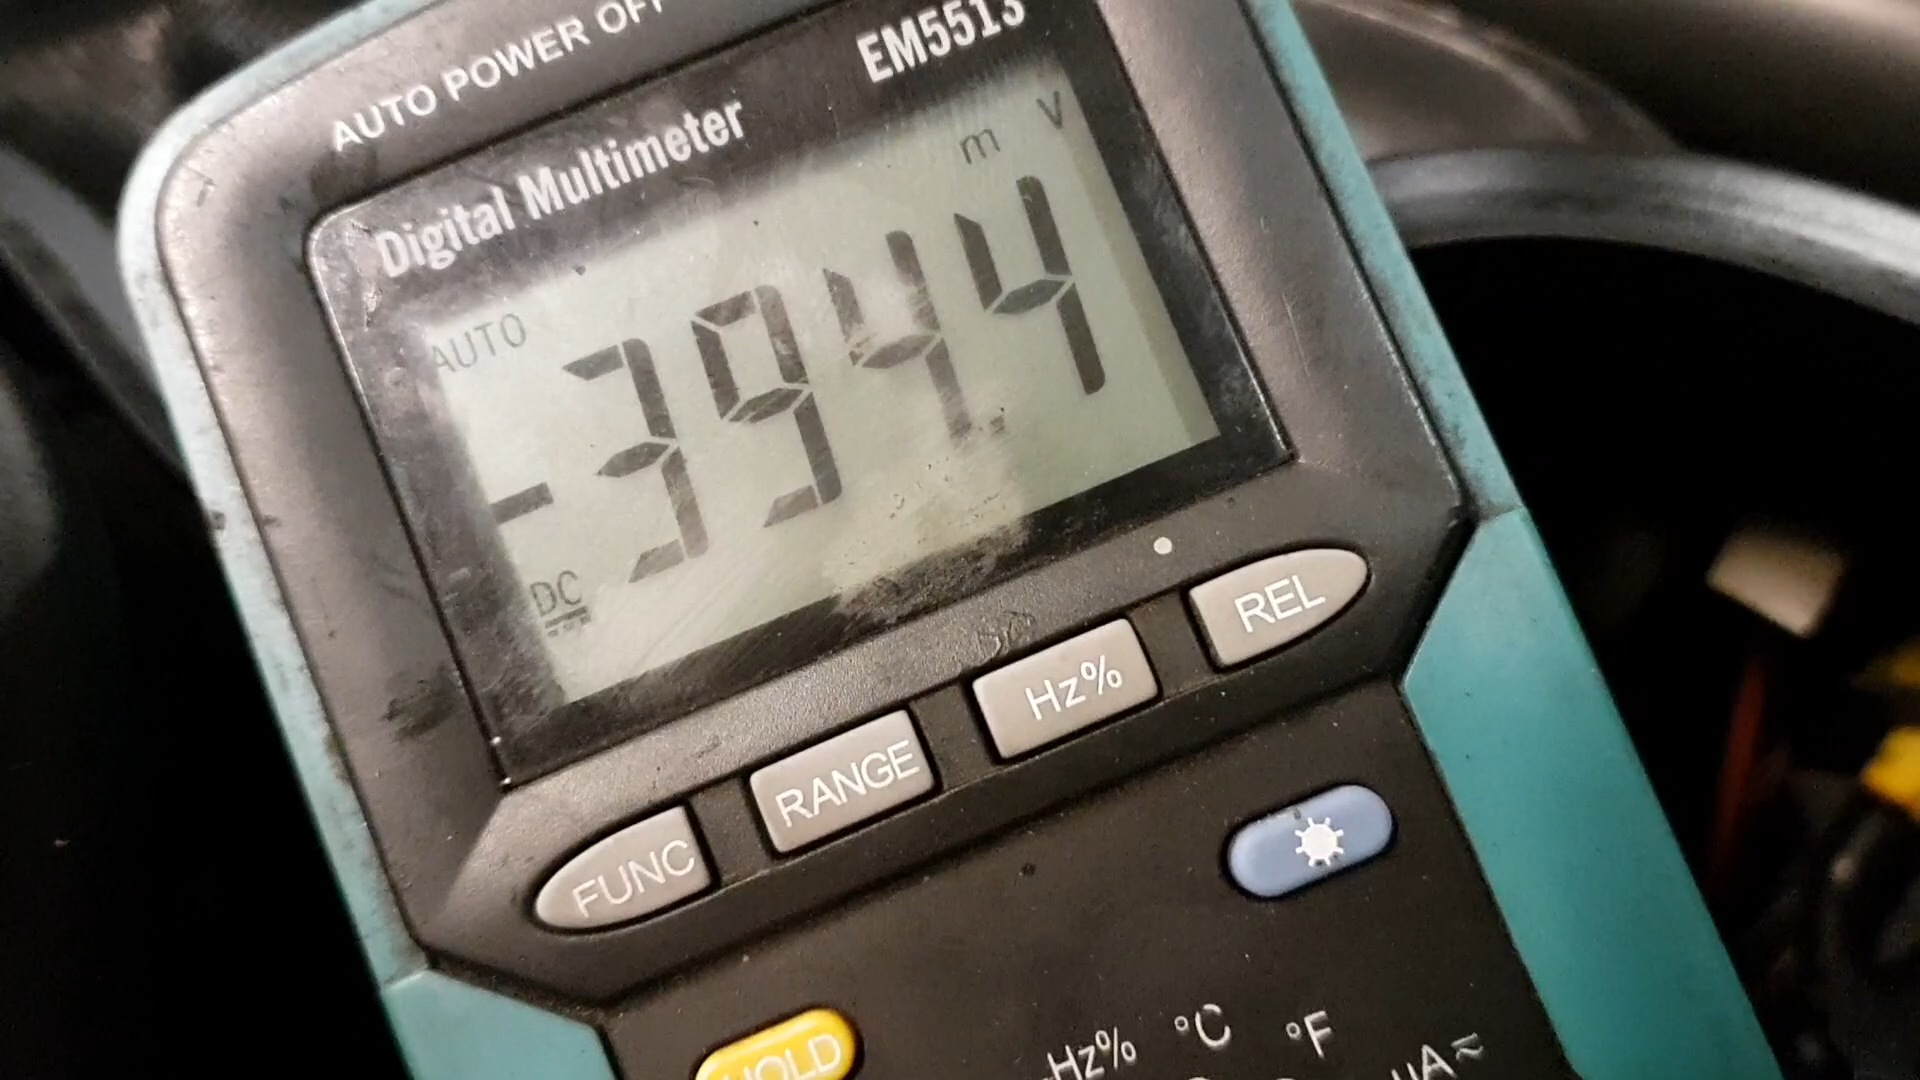 AUTO POWER OFF
Digital Multimeter EM5513
m V
AUTO
-394.4
DC
FUNC RANGE Hz% REL
HOLD
Hz% °C °F